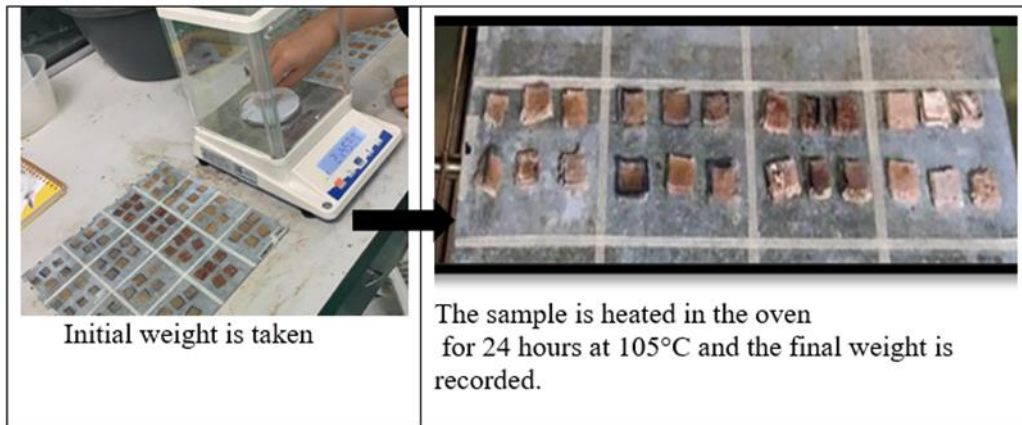 Initial weight is taken
The sample is heated in the oven
for 24 hours at 105°C and the final weight is
recorded.